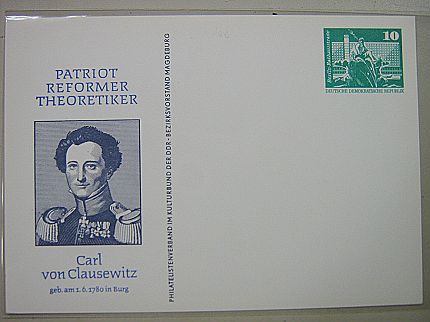 PATRIOT
REFORMER
THEORETIKER
Carl
von Clausewitz
geb. am 1. 6. 1780 in Burg
PHILATELISTENVERBAND IM KULTURBUND DER DDR · BEZIRKSVORSTAND MAGDEBURG
10
DEUTSCHE DEMOKRATISCHE REPUBLIK